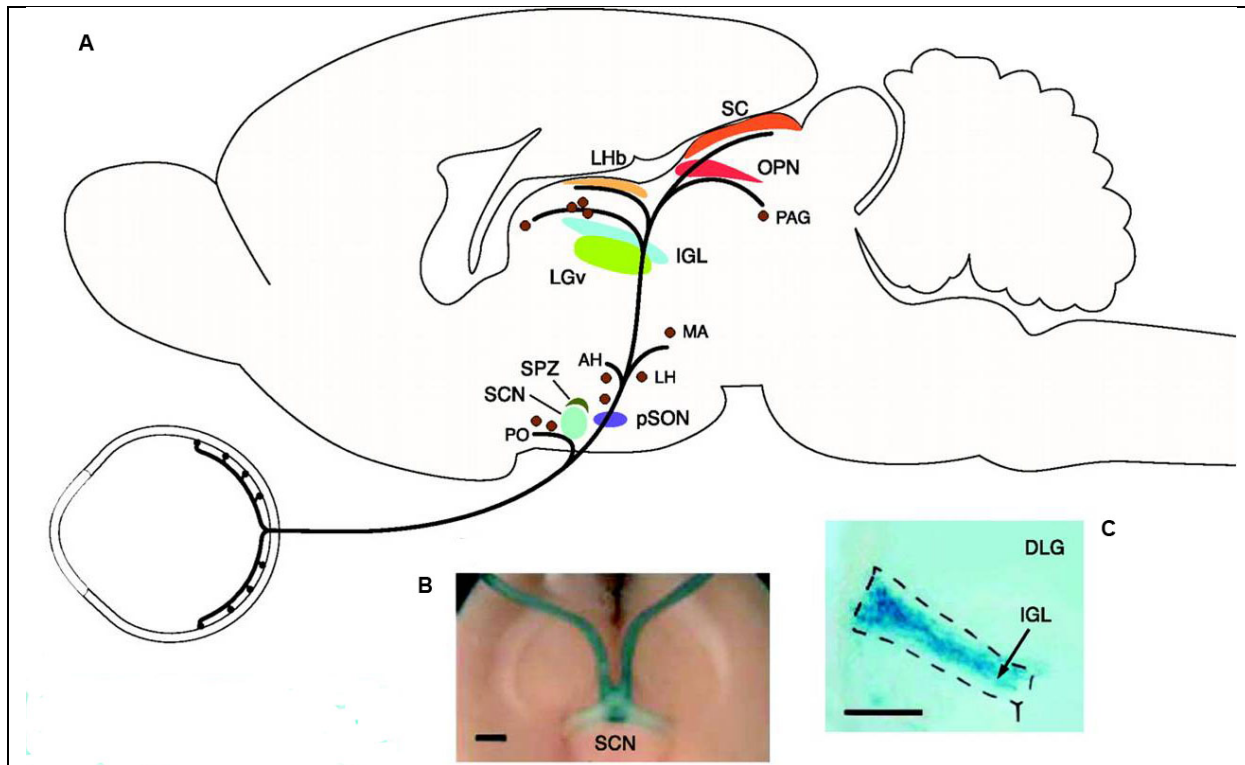 A
SC
LHb
OPN
PAG
IGL
LGv
MA
AH
SPZ
LH
SCN
pSON
PO
B
SCN
C
DLG
IGL